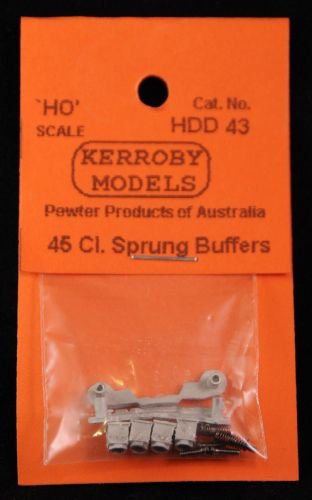 'HO' Cat. No.
SCALE HDD 43
KERROBY
MODELS
Pewter Products of Australia
45 Cl. Sprung Buffers